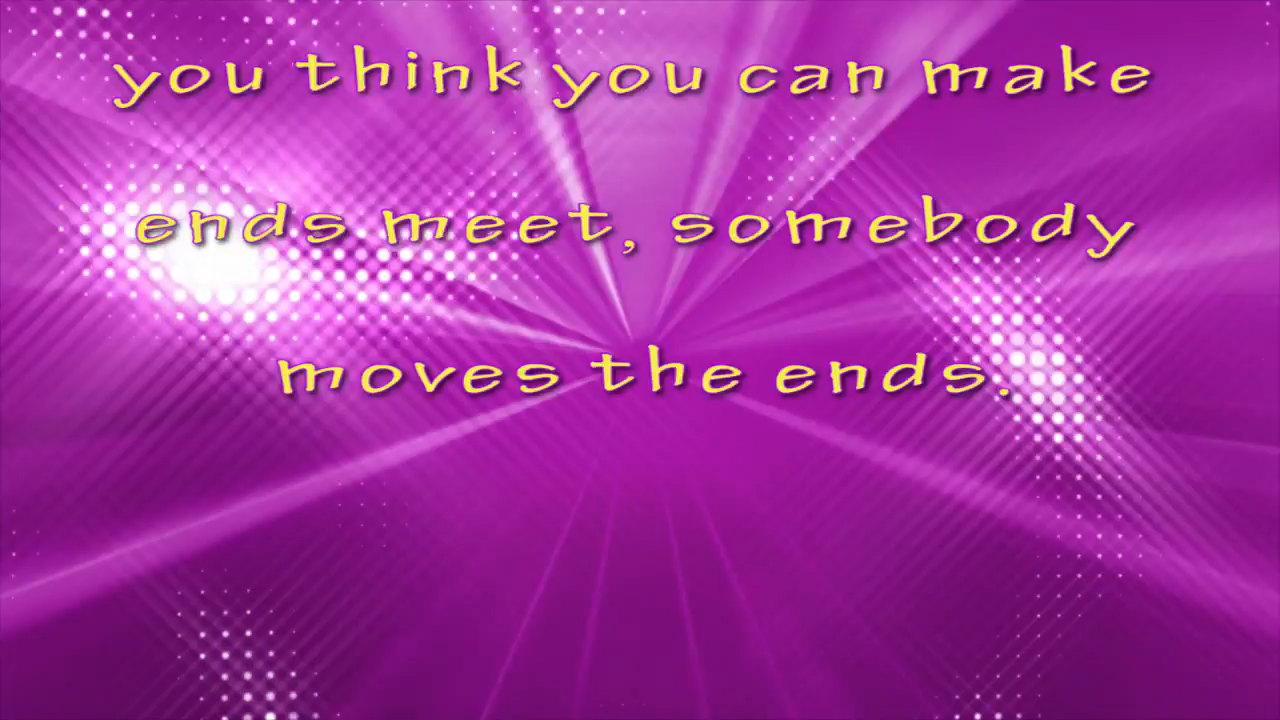 you think you can make
ends meet, somebody
moves the ends.